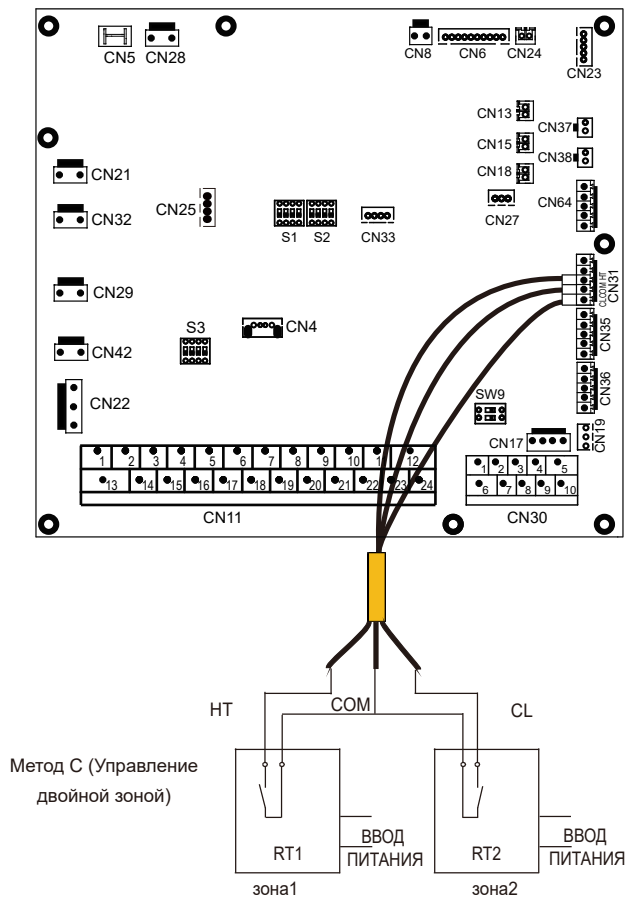 CN5 CN28 CN8 CN6 CN24 CN23
CN13 CN37
CN15 CN38
CN18
CN21 CN25 CN27 CN64
CN32 S1 S2 CN33
CL COM HT CN31
CN29
CN4 CN35
S3
CN42
CN36
CN22 SW9
CN17 CN19
1 2 3 4 5 6 7 8 9 10 1 12
13 14 15 16 17 18 19 20 21 22 23 24
CN11
1 2 3 4 5
6 7 8 9 10
CN30
HT COM CL
Метод C (Управление
двойной зоной)
RT1 ВВОД
ПИТАНИЯ
RT2 ВВОД
ПИТАНИЯ
зона1 зона2